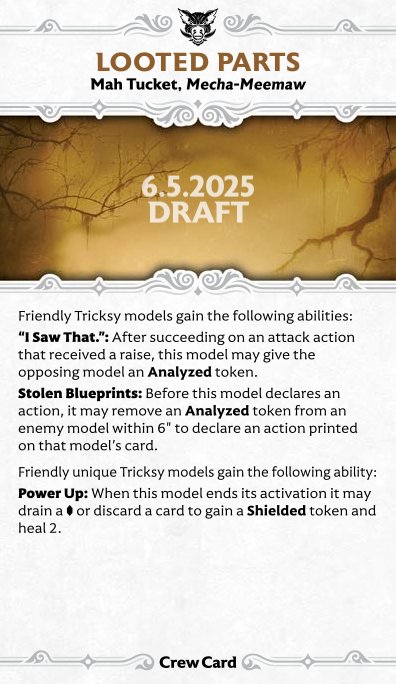 LOOTED PARTS
Mah Tucket, Mecha-Meemaw
6.5.2025
DRAFT
Friendly Tricksy models gain the following abilities:
“I Saw That.”: After succeeding on an attack action
that received a raise, this model may give the
opposing model an Analyzed token.
Stolen Blueprints: Before this model declares an
action, it may remove an Analyzed token from an
enemy model within 6" to declare an action printed
on that model’s card.
Friendly unique Tricksy models gain the following ability:
Power Up: When this model ends its activation it may
drain a or discard a card to gain a Shielded token and
heal 2.
Crew Card